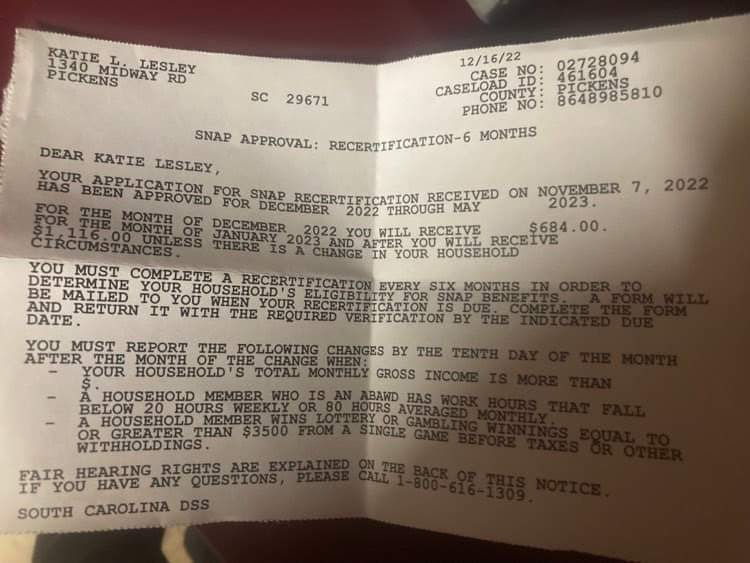 KATIE L. LESLEY
1340 MIDWAY RD
PICKENS
SC 29671
12/16/22
CASE NO: 02728094
CASELOAD ID: 461604
COUNTY: PICKENS
PHONE NO: 8648985810
SNAP APPROVAL: RECERTIFICATION-6 MONTHS
DEAR KATIE LESLEY,
YOUR APPLICATION FOR SNAP RECERTIFICATION RECEIVED ON NOVEMBER 7, 2022
HAS BEEN APPROVED FOR DECEMBER 2022 THROUGH MAY 2023.
FOR THE MONTH OF DECEMBER 2022 YOU WILL RECEIVE $684.00.
FOR THE MONTH OF JANUARY 2023 AND AFTER YOU WILL RECEIVE
$1,116.00 UNLESS THERE IS A CHANGE IN YOUR HOUSEHOLD
CIRCUMSTANCES.
YOU MUST COMPLETE A RECERTIFICATION EVERY SIX MONTHS IN ORDER TO
DETERMINE YOUR HOUSEHOLD'S ELIGIBILITY FOR SNAP BENEFITS. A FORM WILL
BE MAILED TO YOU WHEN YOUR RECERTIFICATION IS DUE. COMPLETE THE FORM
AND RETURN IT WITH THE REQUIRED VERIFICATION BY THE INDICATED DUE
DATE.
YOU MUST REPORT THE FOLLOWING CHANGES BY THE TENTH DAY OF THE MONTH
AFTER THE MONTH OF THE CHANGE WHEN:
- YOUR HOUSEHOLD'S TOTAL MONTHLY GROSS INCOME IS MORE THAN
$.
- A HOUSEHOLD MEMBER WHO IS AN ABAWD HAS WORK HOURS THAT FALL
BELOW 20 HOURS WEEKLY OR 80 HOURS AVERAGED MONTHLY.
- A HOUSEHOLD MEMBER WINS LOTTERY OR GAMBLING WINNINGS EQUAL TO
OR GREATER THAN $3500 FROM A SINGLE GAME BEFORE TAXES OR OTHER
WITHHOLDINGS.
FAIR HEARING RIGHTS ARE EXPLAINED ON THE BACK OF THIS NOTICE.
IF YOU HAVE ANY QUESTIONS, PLEASE CALL 1-800-616-1309.
SOUTH CAROLINA DSS